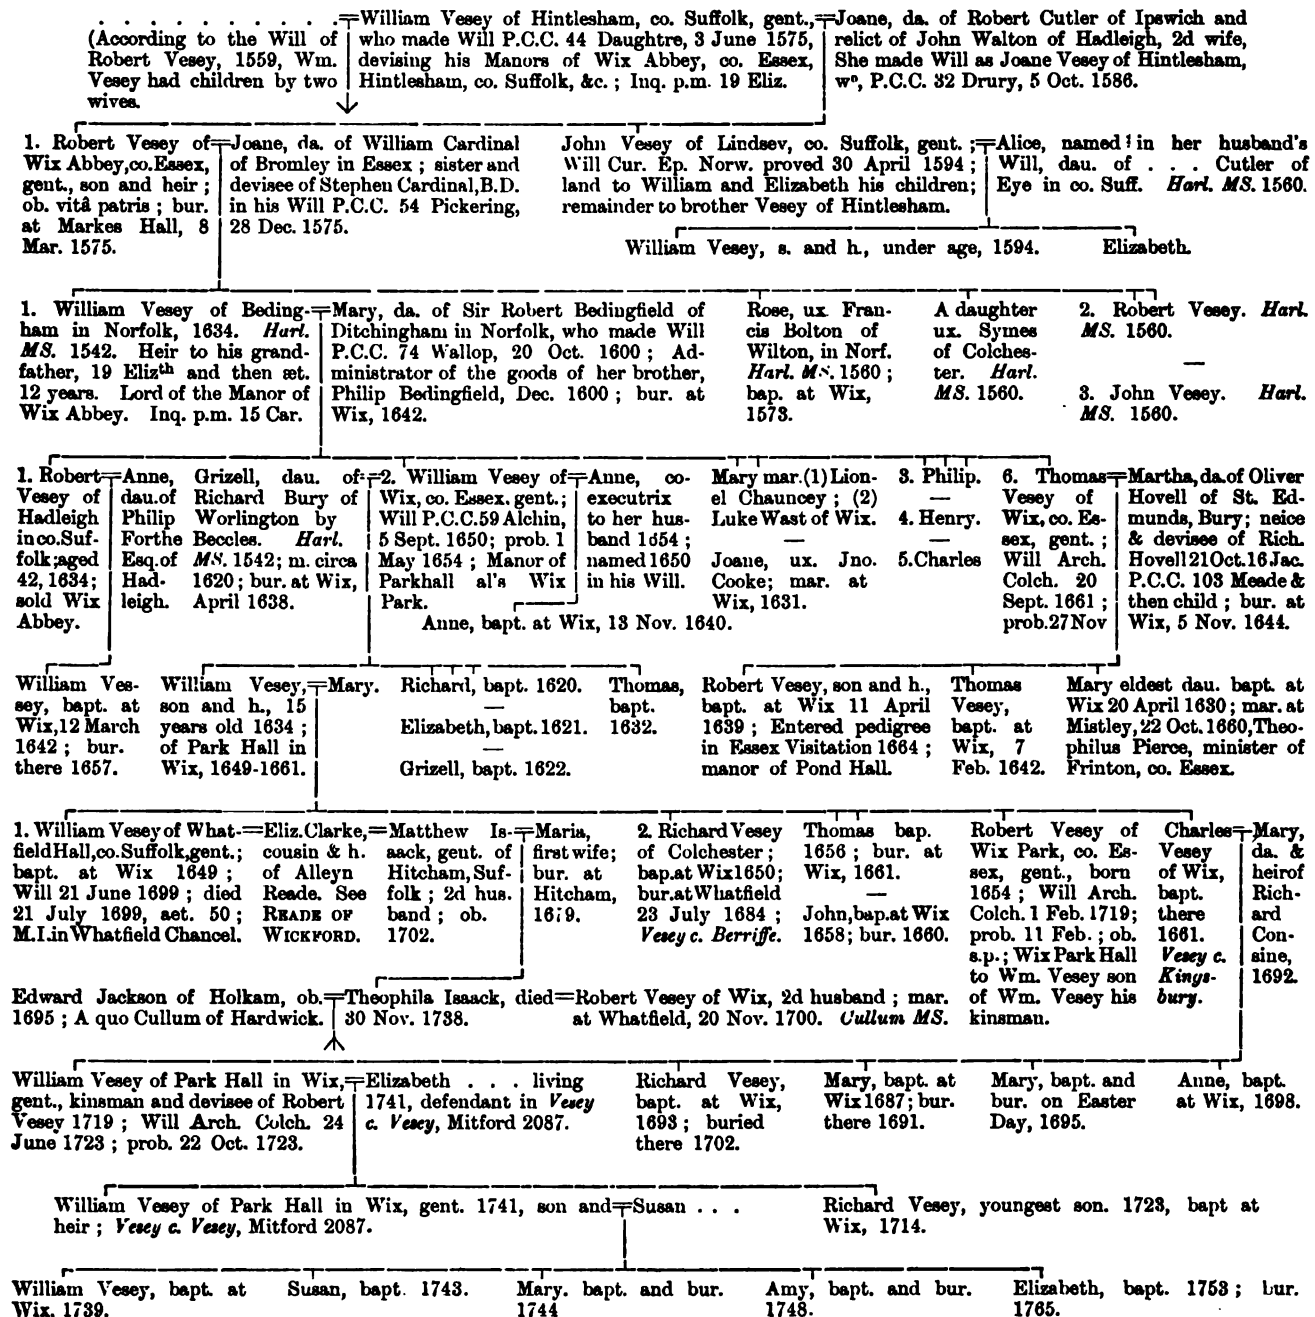 . . . . . . . . . . . . .
(According to the Will of
Robert Vesey, 1559, Wm.
Vesey had children by two
wives.
William Vesey of Hintlesham, co. Suffolk, gent.,
who made Will P.C.C. 44 Daughtre, 3 June 1575,
devising his Manors of Wix Abbey, co. Essex,
Hintlesham, co. Suffolk, &c. ; Inq. p.m. 19 Eliz.
Joane, da. of Robert Cutler of Ipswich and
relict of John Walton of Hadleigh, 2d wife,
She made Will as Joane Vesey of Hintlesham,
wº, P.C.C. 32 Drury, 5 Oct. 1586.
1. Robert Vesey of
Wix Abbey, co. Essex,
gent., son and heir ;
ob. vitâ patris ; bur.
at Markes Hall, 8
Mar. 1575.
Joane, da. of William Cardinal
of Bromley in Essex ; sister and
devisee of Stephen Cardinal, B.D.
in his Will P.C.C. 54 Pickering,
28 Dec. 1575.
John Vesey of Lindsey, co. Suffolk, gent. ;
Will Cur. Ep. Norw. proved 30 April 1594 ;
land to William and Elizabeth his children;
remainder to brother Vesey of Hintlesham.
Alice, named in her husband's
Will, dau. of . . . Cutler of
Eye in co. Suff. Harl. MS. 1560.
William Vesey, s. and h., under age, 1594.
Elizabeth.
1. William Vesey of Beding-
ham in Norfolk, 1634. Harl.
MS. 1542. Heir to his grand-
father, 19 Elizth and then æt.
12 years. Lord of the Manor of
Wix Abbey. Inq. p.m. 15 Car.
Mary, da. of Sir Robert Bedingfield of
Ditchingham in Norfolk, who made Will
P.C.C. 74 Wallop, 20 Oct. 1600 ; Ad-
ministrator of the goods of her brother,
Philip Bedingfield, Dec. 1600 ; bur. at
Wix, 1642.
Rose, ux. Fran-
cis Bolton of
Wilton, in Norf.
Harl. MS. 1560 ;
bap. at Wix,
1573.
A daughter
ux. Symes
of Colches-
ter. Harl.
MS. 1560.
2. Robert Vesey. Harl.
MS. 1560.
—
3. John Vesey. Harl.
MS. 1560.
1. Robert
Vesey of
Hadleigh
in co. Suf-
folk ; aged
42, 1634 ;
sold Wix
Abbey.
Anne,
dau. of
Philip
Forthe
Esq. of
Had-
leigh.
Grizell, dau. of
Richard Bury of
Worlington by
Beccles. Harl.
MS. 1542; m. circa
1620; bur. at Wix,
April 1638.
2. William Vesey of
Wix, co. Essex. gent.;
Will P.C.C. 59 Alchin,
5 Sept. 1650; prob. 1
May 1654 ; Manor of
Parkhall al's Wix
Park.
Anne, co-
executrix
to her hus-
band 1654 ;
named 1650
in his Will.
Anne, bapt. at Wix, 13 Nov. 1640.
Mary mar. (1) Lion-
el Chauncey ; (2)
Luke Wast of Wix.
—
Joane, ux. Jno.
Cooke; mar. at
Wix, 1631.
3. Philip.
—
4. Henry.
—
5. Charles
6. Thomas
Vesey of
Wix, co. Es-
sex, gent. ;
Will Arch.
Colch. 20
Sept. 1661 ;
prob. 27 Nov
Martha, da. of Oliver
Hovell of St. Ed-
munds, Bury; neice
& devisee of Rich.
Hovell 21 Oct. 16 Jac.
P.C.C. 103 Meade &
then child ; bur. at
Wix, 5 Nov. 1644.
William Ves-
sey, bapt. at
Wix, 12 March
1642 ; bur.
there 1657.
William Vesey,
son and h., 15
years old 1634 ;
of Park Hall in
Wix, 1649-1661.
Mary.
Richard, bapt. 1620.
—
Elizabeth, bapt. 1621.
—
Grizell, bapt. 1622.
Thomas,
bapt.
1632.
Robert Vesey, son and h.,
bapt. at Wix 11 April
1639 ; Entered pedigree
in Essex Visitation 1664 ;
manor of Pond Hall.
Thomas
Vesey,
bapt. at
Wix, 7
Feb. 1642.
Mary eldest dau. bapt. at
Wix 20 April 1630; mar. at
Mistley, 22 Oct. 1660, Theo-
philus Pierce, minister of
Frinton, co. Essex.
1. William Vesey of What-
field Hall, co. Suffolk, gent.;
bapt. at Wix 1649 ;
Will 21 June 1699 ; died
21 July 1699, aet. 50 ;
M.I. in Whatfield Chancel.
Eliz. Clarke,
cousin & h.
of Alleyn
Reade. See
READE OF
WICKFORD.
Matthew Is-
aack, gent. of
Hitcham, Suf-
folk ; 2d hus-
band ; ob.
1702.
Maria,
first wife;
bur. at
Hitcham,
1679.
2. Richard Vesey
of Colchester ;
bap. at Wix 1650;
bur. at Whatfield
23 July 1684 ;
Vesey c. Berriffe.
Thomas bap.
1656 ; bur. at
Wix, 1661.
—
John, bap. at Wix
1658; bur. 1660.
Robert Vesey of
Wix Park, co. Es-
sex, gent., born
1654 ; Will Arch.
Colch. 1 Feb. 1719;
prob. 11 Feb. ; ob.
s.p. ; Wix Park Hall
to Wm. Vesey son
of Wm. Vesey his
kinsman.
Charles
Vesey
of Wix,
bapt.
there
1661.
Vesey c.
Kings-
bury.
Mary,
da. &
heir of
Rich-
ard
Con-
sine,
1692.
Edward Jackson of Holkam, ob.
1695 ; A quo Cullum of Hardwick.
Theophila Isaack, died
30 Nov. 1738.
Robert Vesey of Wix, 2d husband ; mar.
at Whatfield, 20 Nov. 1700. Cullum MS.
William Vesey of Park Hall in Wix,
gent., kinsman and devisee of Robert
Vesey 1719 ; Will Arch. Colch. 24
June 1723 ; prob. 22 Oct. 1723.
Elizabeth . . . living
1741, defendant in Vesey
c. Vesey, Mitford 2087.
Richard Vesey,
bapt. at Wix,
1693 ; buried
there 1702.
Mary, bapt. at
Wix 1687; bur.
there 1691.
Mary, bapt. and
bur. on Easter
Day, 1695.
Anne, bapt.
at Wix, 1698.
William Vesey of Park Hall in Wix, gent. 1741, son and
heir ; Vesey c. Vesey, Mitford 2087.
Susan . . .
Richard Vesey, youngest son. 1723, bapt at
Wix, 1714.
William Vesey, bapt. at
Wix, 1739.
Susan, bapt. 1743.
Mary. bapt. and bur.
1744
Amy, bapt. and bur.
1748.
Elizabeth, bapt. 1753 ; bur.
1765.